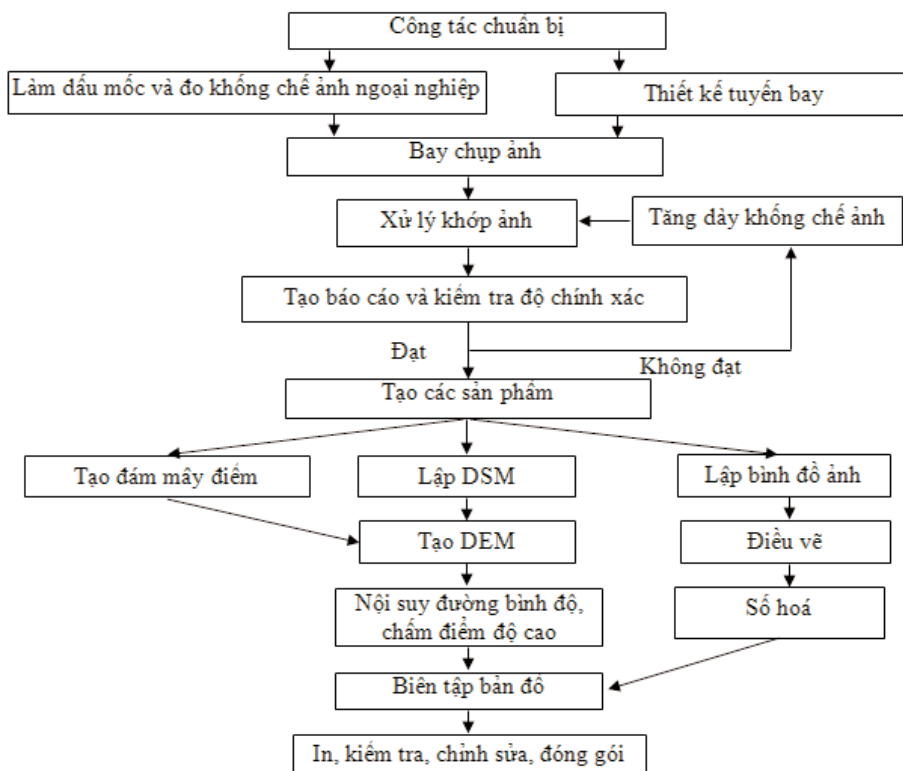 Công tác chuẩn bị
Làm dấu mốc và đo khống chế ảnh ngoại nghiệp
Thiết kế tuyến bay
Bay chụp ảnh
Xử lý khớp ảnh
Tăng dày khống chế ảnh
Tạo báo cáo và kiểm tra độ chính xác
Đạt
Không đạt
Tạo các sản phẩm
Tạo đám mây điểm
Lập DSM
Lập bình đồ ảnh
Tạo DEM
Điều vẽ
Nội suy đường bình độ,
chấm điểm độ cao
Số hoá
Biên tập bản đồ
In, kiểm tra, chỉnh sửa, đóng gói